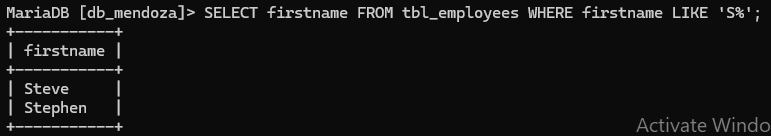 MariaDB [db_mendoza]> SELECT firstname FROM tbl_employees WHERE firstname LIKE 'S%';
+-----------+
| firstname |
+-----------+
| Steve     |
| Stephen   |
+-----------+
Activate Windo